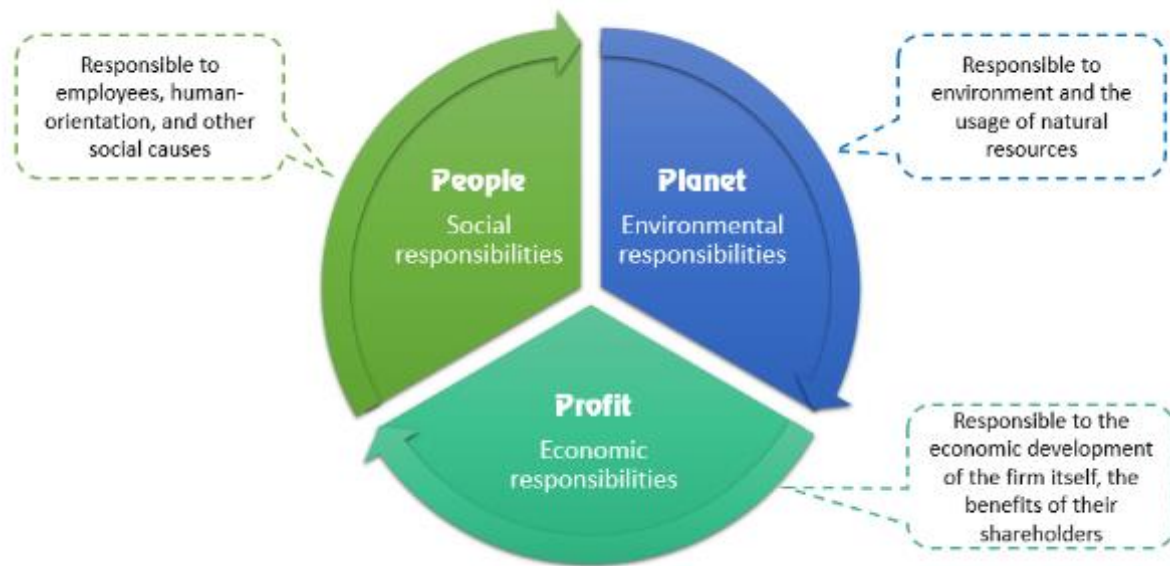 Responsible to
employees, human-
orientation, and other
social causes
People
Social
responsibilities
Planet
Environmental
responsibilities
Responsible to
environment and the
usage of natural
resources
Profit
Economic
responsibilities
Responsible to the
economic development
of the firm itself, the
benefits of their
shareholders